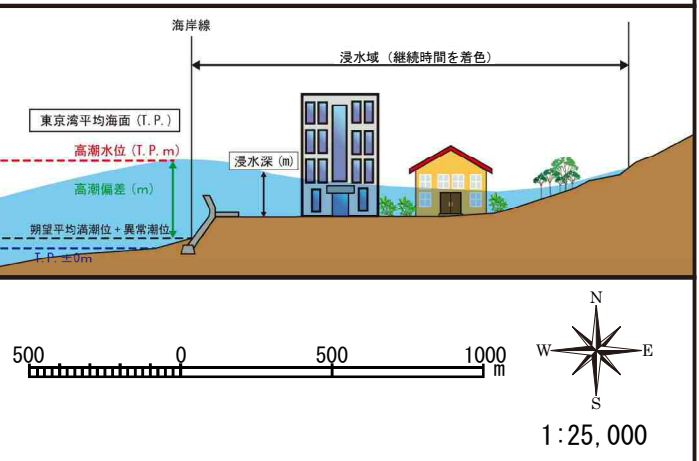 海岸線
浸水域（継続時間を着色）
東京湾平均海面（T.P.）
高潮水位（T.P. m）
浸水深（m）
高潮偏差（m）
朔望平均満潮位＋異常潮位
T.P. ±0m
N
W E
S
500 0 500 1000
m
1:25,000